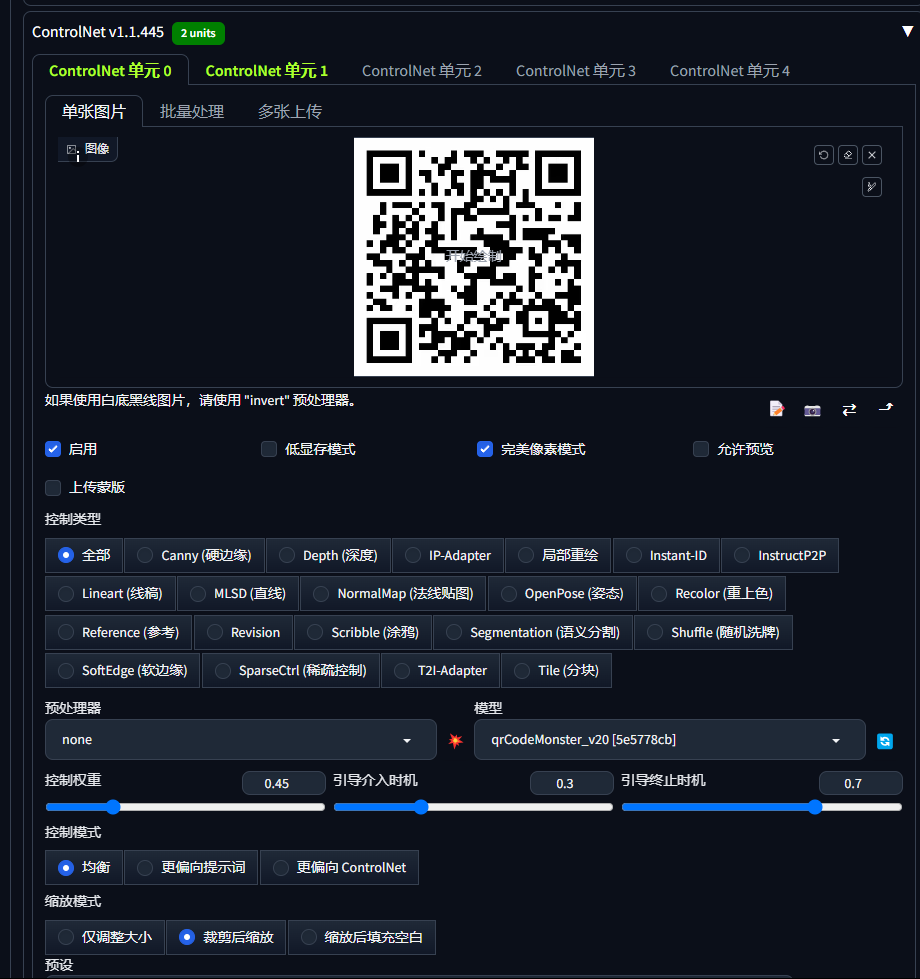 ControlNet v1.1.445 2 units
ControlNet 单元 0 ControlNet 单元 1 ControlNet 单元 2 ControlNet 单元 3 ControlNet 单元 4
单张图片 批量处理 多张上传
图像
开始绘制
如果使用白底黑线图片，请使用 "invert" 预处理器。
启用 低显存模式 完美像素模式 允许预览
上传蒙版
控制类型
全部 Canny (硬边缘) Depth (深度) IP-Adapter 局部重绘 Instant-ID InstructP2P
Lineart (线稿) MLSD (直线) NormalMap (法线贴图) OpenPose (姿态) Recolor (重上色)
Reference (参考) Revision Scribble (涂鸦) Segmentation (语义分割) Shuffle (随机洗牌)
SoftEdge (软边缘) SparseCtrl (稀疏控制) T2I-Adapter Tile (分块)
预处理器 模型
none qrCodeMonster_v20 [5e5778cb]
控制权重 0.45 引导介入时机 0.3 引导终止时机 0.7
控制模式
均衡 更偏向提示词 更偏向 ControlNet
缩放模式
仅调整大小 裁剪后缩放 缩放后填充空白
预设